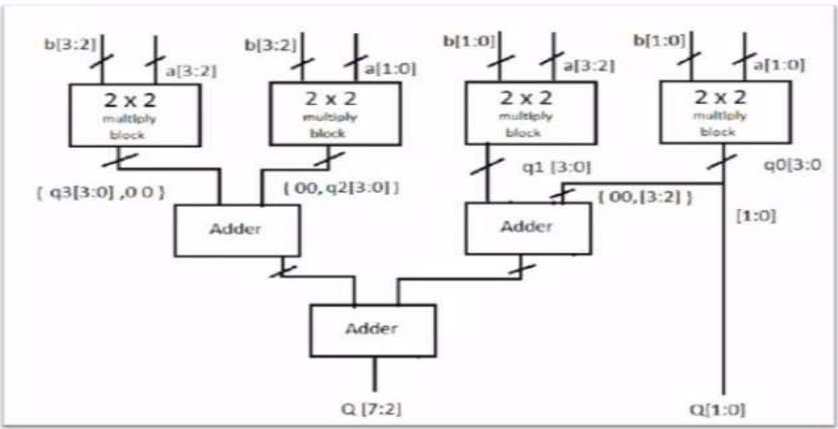 b[3:2]
a[3:2]
b[3:2]
a[1:0]
b[1:0]
a[3:2]
b[1:0]
a[1:0]
2 x 2
multiply
block
2 x 2
multiply
block
2 x 2
multiply
block
2 x 2
multiply
block
{ q3[3:0] ,0 0 }
{ 00,q2[3:0] }
q1 [3:0]
q0[3:0
{ 00,[3:2] }
[1:0]
Adder
Adder
Adder
Q [7:2]
Q[1:0]